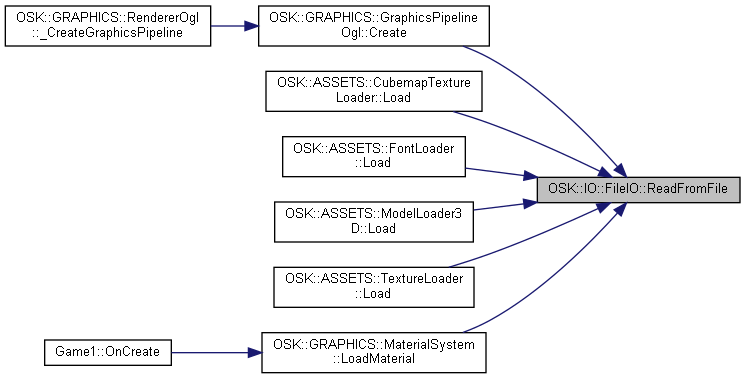 OSK::GRAPHICS::RendererOgl
::_CreateGraphicsPipeline
OSK::GRAPHICS::GraphicsPipeline
Ogl::Create
OSK::ASSETS::CubemapTexture
Loader::Load
OSK::ASSETS::FontLoader
::Load
OSK::IO::FileIO::ReadFromFile
OSK::ASSETS::ModelLoader3
D::Load
OSK::ASSETS::TextureLoader
::Load
Game1::OnCreate
OSK::GRAPHICS::MaterialSystem
::LoadMaterial